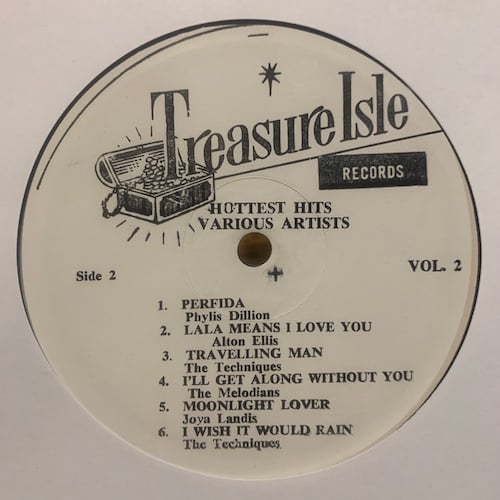 Treasure Isle
RECORDS
HOTTEST HITS
VARIOUS ARTISTS
Side 2
VOL. 2
1. PERFIDA
Phylis Dillion
2. LALA MEANS I LOVE YOU
Alton Ellis
3. TRAVELLING MAN
The Techniques
4. I'LL GET ALONG WITHOUT YOU
The Melodians
5. MOONLIGHT LOVER
Joya Landis
6. I WISH IT WOULD RAIN
The Techniques